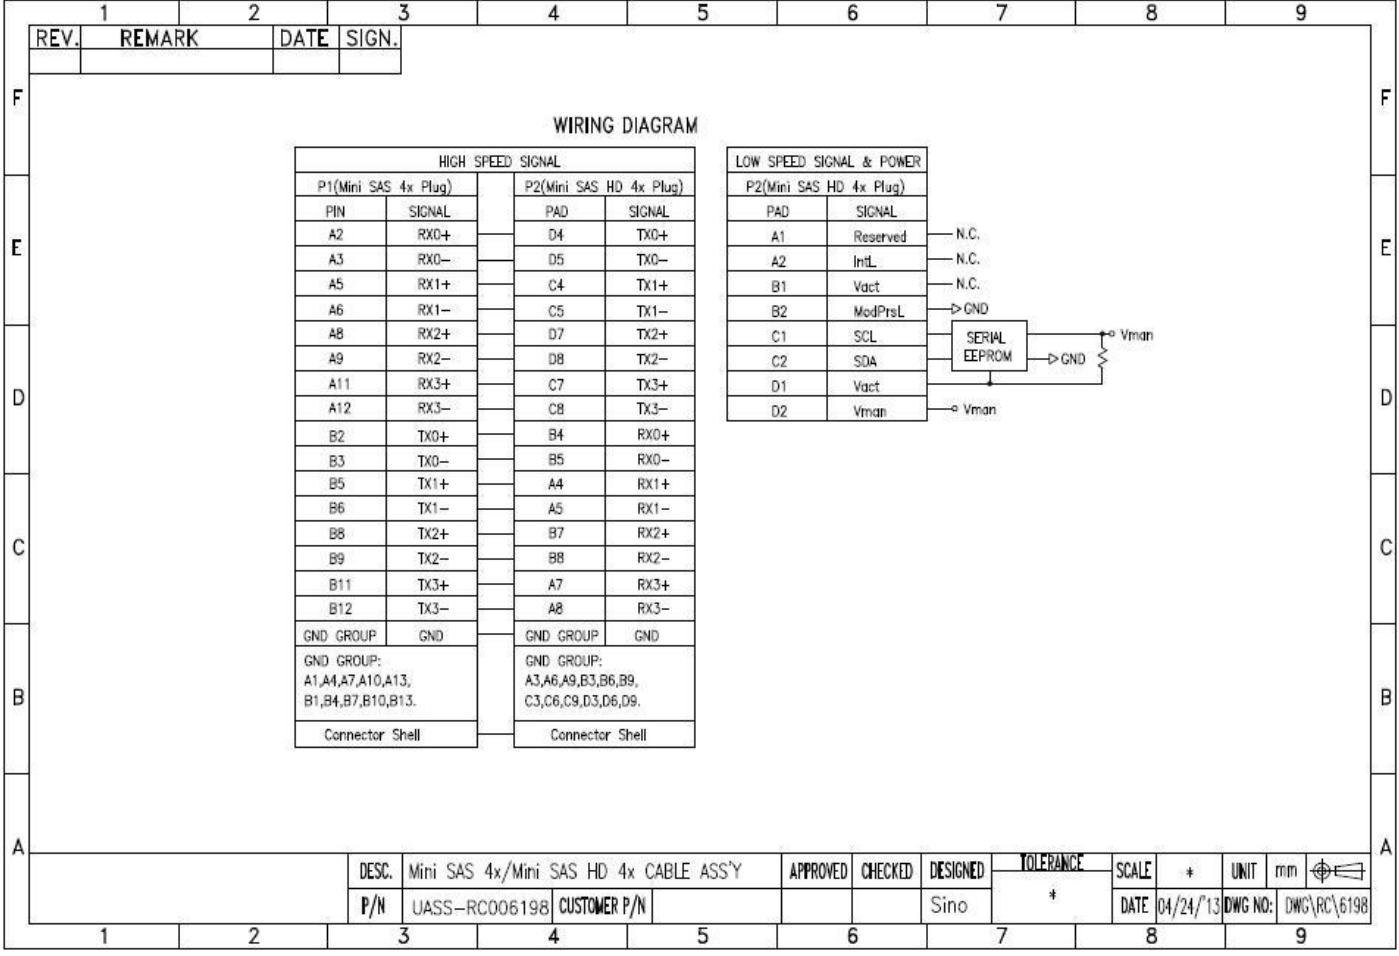 1 2 3 4 5 6 7 8 9
REV. REMARK DATE SIGN.
F F
WIRING DIAGRAM
HIGH SPEED SIGNAL
P1(Mini SAS 4x Plug) P2(Mini SAS HD 4x Plug)
PIN SIGNAL PAD SIGNAL
A2 RX0+ D4 TX0+
A3 RX0- D5 TX0-
A5 RX1+ C4 TX1+
A6 RX1- C5 TX1-
A8 RX2+ D7 TX2+
A9 RX2- D8 TX2-
A11 RX3+ C7 TX3+
A12 RX3- C8 TX3-
B2 TX0+ B4 RX0+
B3 TX0- B5 RX0-
B5 TX1+ A4 RX1+
B6 TX1- A5 RX1-
B8 TX2+ B7 RX2+
B9 TX2- B8 RX2-
B11 TX3+ A7 RX3+
B12 TX3- A8 RX3-
GND GROUP GND GND GROUP GND
GND GROUP: GND GROUP:
A1,A4,A7,A10,A13, A3,A6,A9,B3,B6,B9,
B1,B4,B7,B10,B13. C3,C6,C9,D3,D6,D9.
Connector Shell Connector Shell
LOW SPEED SIGNAL & POWER
P2(Mini SAS HD 4x Plug)
PAD SIGNAL
A1 Reserved N.C.
A2 IntL N.C.
B1 Vact N.C.
B2 ModPrsL GND
C1 SCL SERIAL Vman
C2 SDA EEPROM GND
D1 Vact
D2 Vman Vman
E E
D D
C C
B B
A A
DESC. Mini SAS 4x/Mini SAS HD 4x CABLE ASS'Y APPROVED CHECKED DESIGNED TOLERANCE SCALE * UNIT mm
P/N UASS-RC006198 CUSTOMER P/N Sino * DATE 04/24/'13 DWG NO: DWG\RC\6198
1 2 3 4 5 6 7 8 9